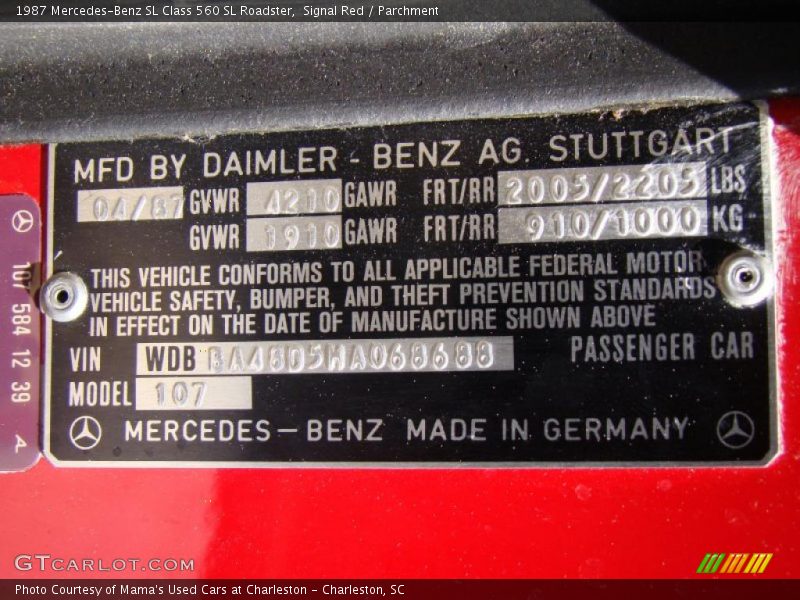 1987 Mercedes-Benz SL Class 560 SL Roadster, Signal Red / Parchment
MFD BY DAIMLER - BENZ AG. STUTTGART
04/87 GVWR 4210 GAWR FRT/RR 2005/2205 LBS
GVWR 1910 GAWR FRT/RR 910/1000 KG
THIS VEHICLE CONFORMS TO ALL APPLICABLE FEDERAL MOTOR
VEHICLE SAFETY, BUMPER, AND THEFT PREVENTION STANDARDS
IN EFFECT ON THE DATE OF MANUFACTURE SHOWN ABOVE
VIN WDBBA48D5HA068688 PASSENGER CAR
MODEL 107
MERCEDES-BENZ MADE IN GERMANY
107 584 12 39 A
GTCARLOT.COM
Photo Courtesy of Mama's Used Cars at Charleston - Charleston, SC